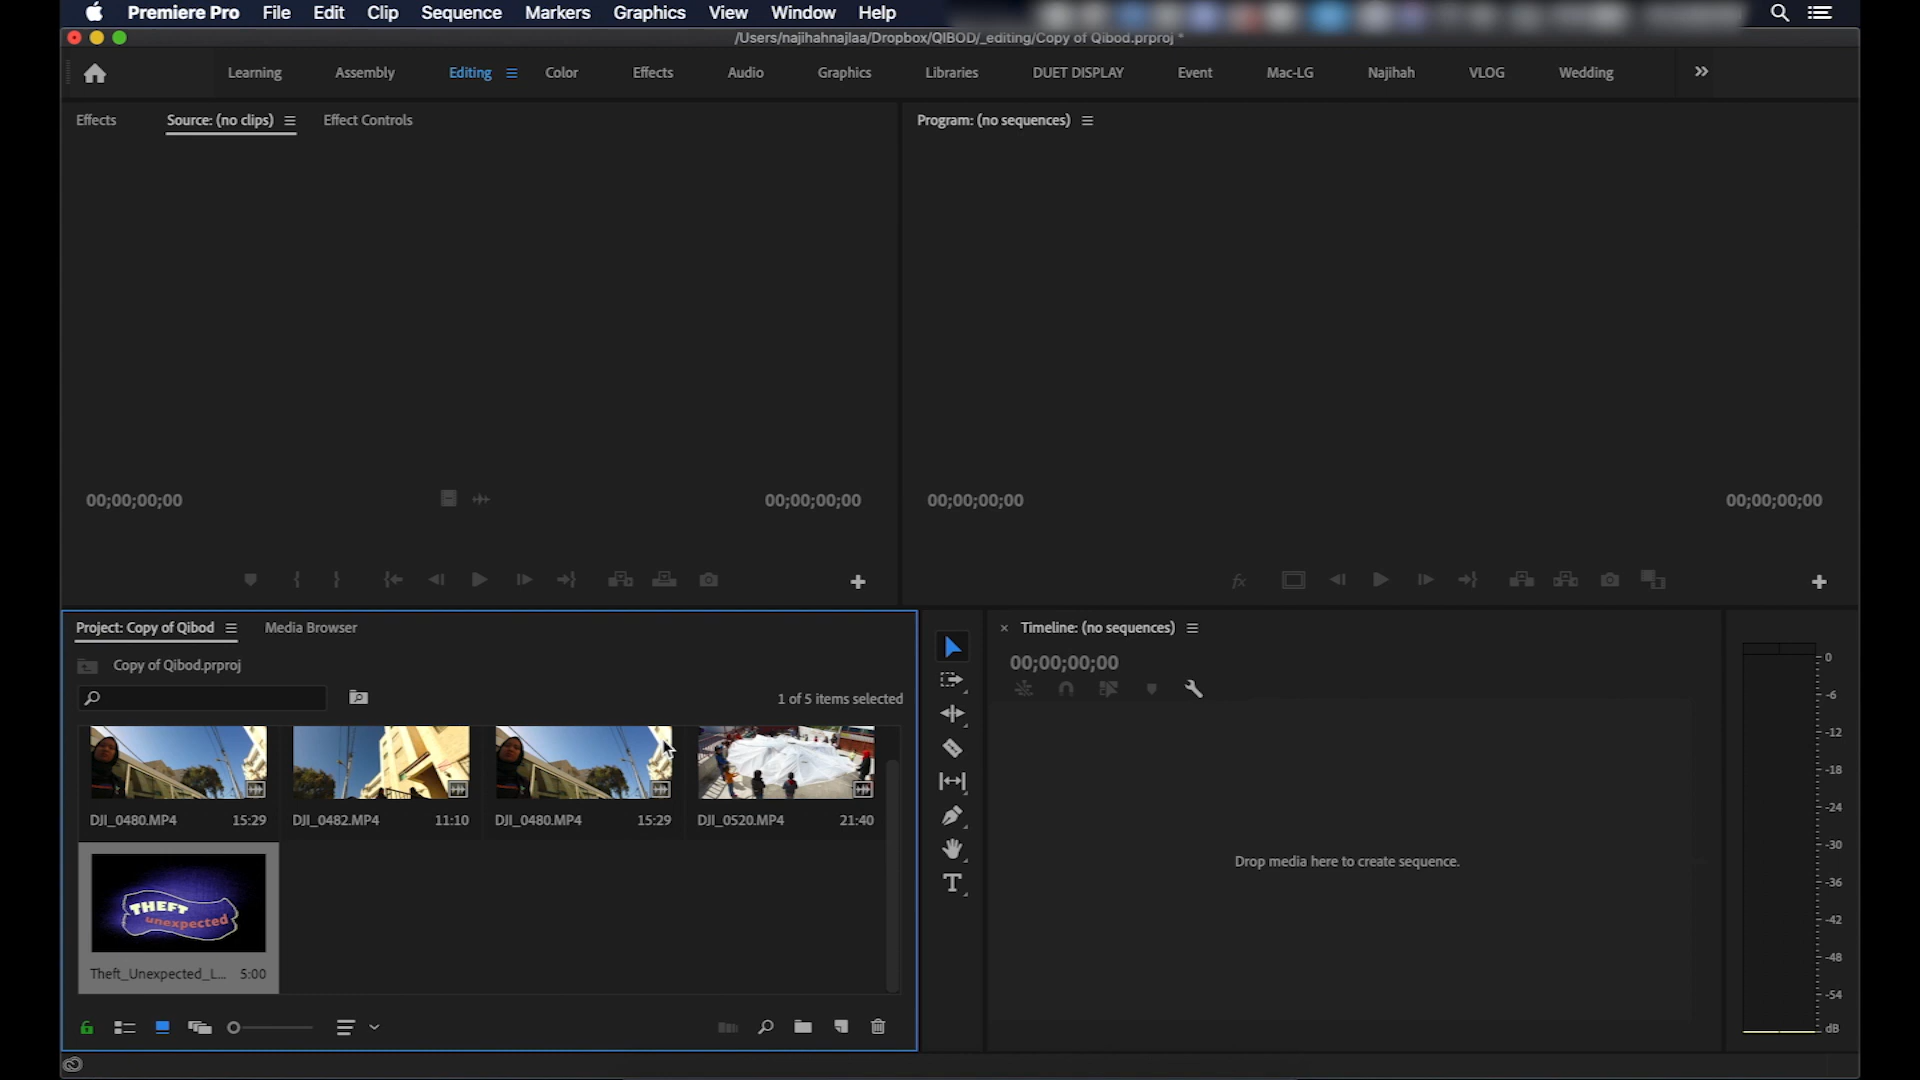 Premiere Pro File Edit Clip Sequence Markers Graphics View Window Help
/Users/najihahnajlaa/Dropbox/QIBOD/_editing/Copy of Qibod.prproj *
Learning Assembly Editing Color Effects Audio Graphics Libraries DUET DISPLAY Event Mac-LG Najihah VLOG Wedding
Effects Source: (no clips) Effect Controls
Program: (no sequences)
00;00;00;00 00;00;00;00
00;00;00;00 00;00;00;00
fx
Project: Copy of Qibod Media Browser
Copy of Qibod.prproj
1 of 5 items selected
DJI_0480.MP4 15:29 DJI_0482.MP4 11:10 DJI_0480.MP4 15:29 DJI_0520.MP4 21:40
THEFT
unexpected
Theft_Unexpected_L... 5:00
T
× Timeline: (no sequences)
00;00;00;00
Drop media here to create sequence.
0
-6
-12
-18
-24
-30
-36
-42
-48
-54
dB